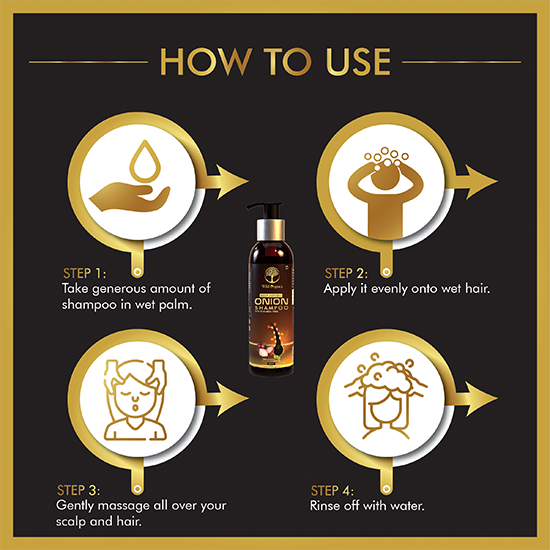 HOW TO USE
STEP 1:
Take generous amount of
shampoo in wet palm.
STEP 2:
Apply it evenly onto wet hair.
Wild Organic
ONION
SHAMPOO
STEP 3:
Gently massage all over your
scalp and hair.
STEP 4:
Rinse off with water.